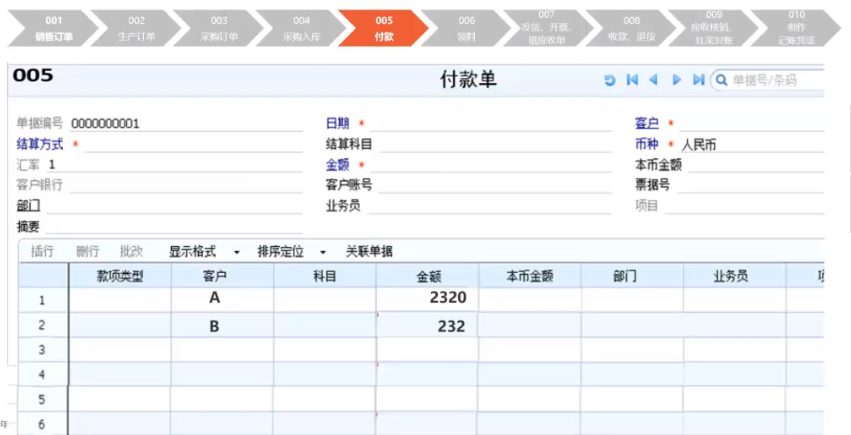 001 002 003 004 005 006 007 008 009 010
销售订单 生产订单 采购订单 采购入库 付款 领料 发货、开票、 收款、退货 应收核销、 制作
填应收单 往来对账 记账凭证
005 付款单 单据号/条码
单据编号 0000000001 日期 * 客户 *
结算方式 * 结算科目 币种 * 人民币
汇率 1 金额 * 本币金额
客户银行 客户账号 票据号
部门 业务员 项目
摘要
插行 删行 批改 显示格式 排序定位 关联单据
款项类型 客户 科目 金额 本币金额 部门 业务员
1 A 2320
2 B 232
3
4
5
6
年